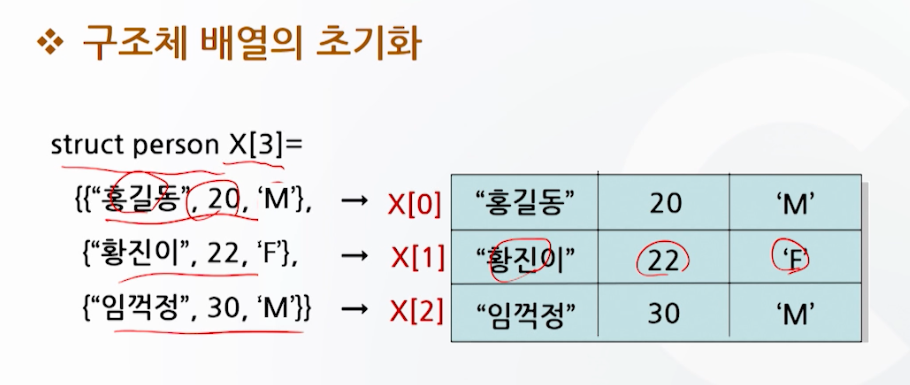 ❖ 구조체 배열의 초기화
struct person X[3]=
{{“홍길동”, 20, ‘M’}, → X[0] “홍길동” 20 ‘M’
{“황진이”, 22, ‘F’}, → X[1] “황진이” 22 ‘F’
{“임꺽정”, 30, ‘M’}} → X[2] “임꺽정” 30 ‘M’